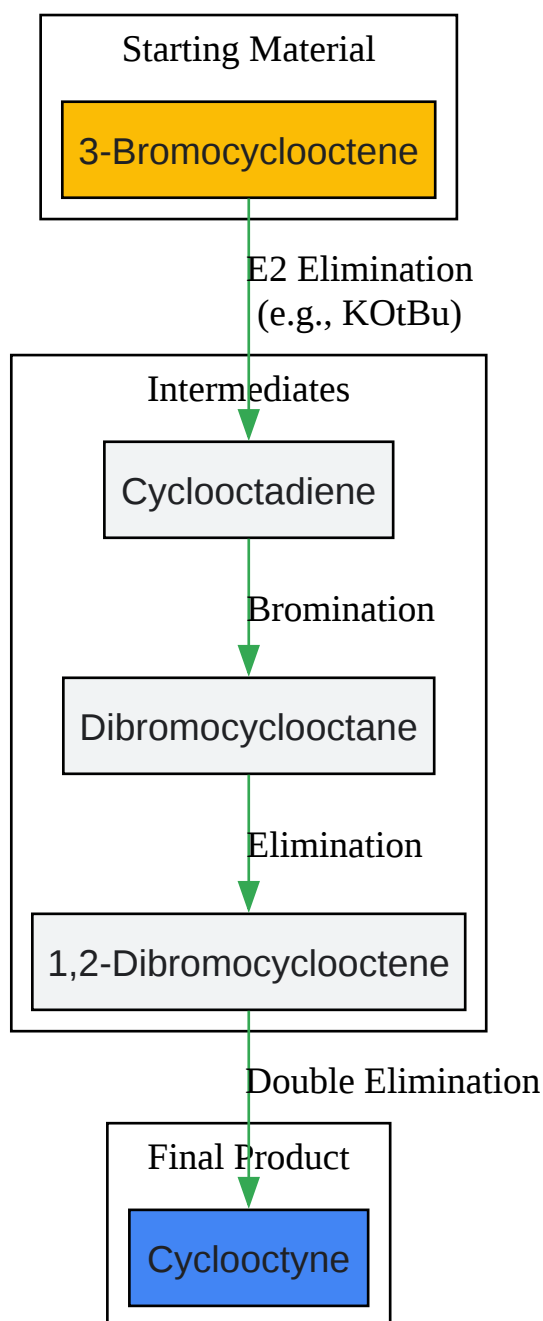 Starting Material
3-Bromocyclooctene
E2 Elimination
(e.g., KOtBu)
Intermediates
Cyclooctadiene
Bromination
Dibromocyclooctane
Elimination
1,2-Dibromocyclooctene
Double Elimination
Final Product
Cyclooctyne